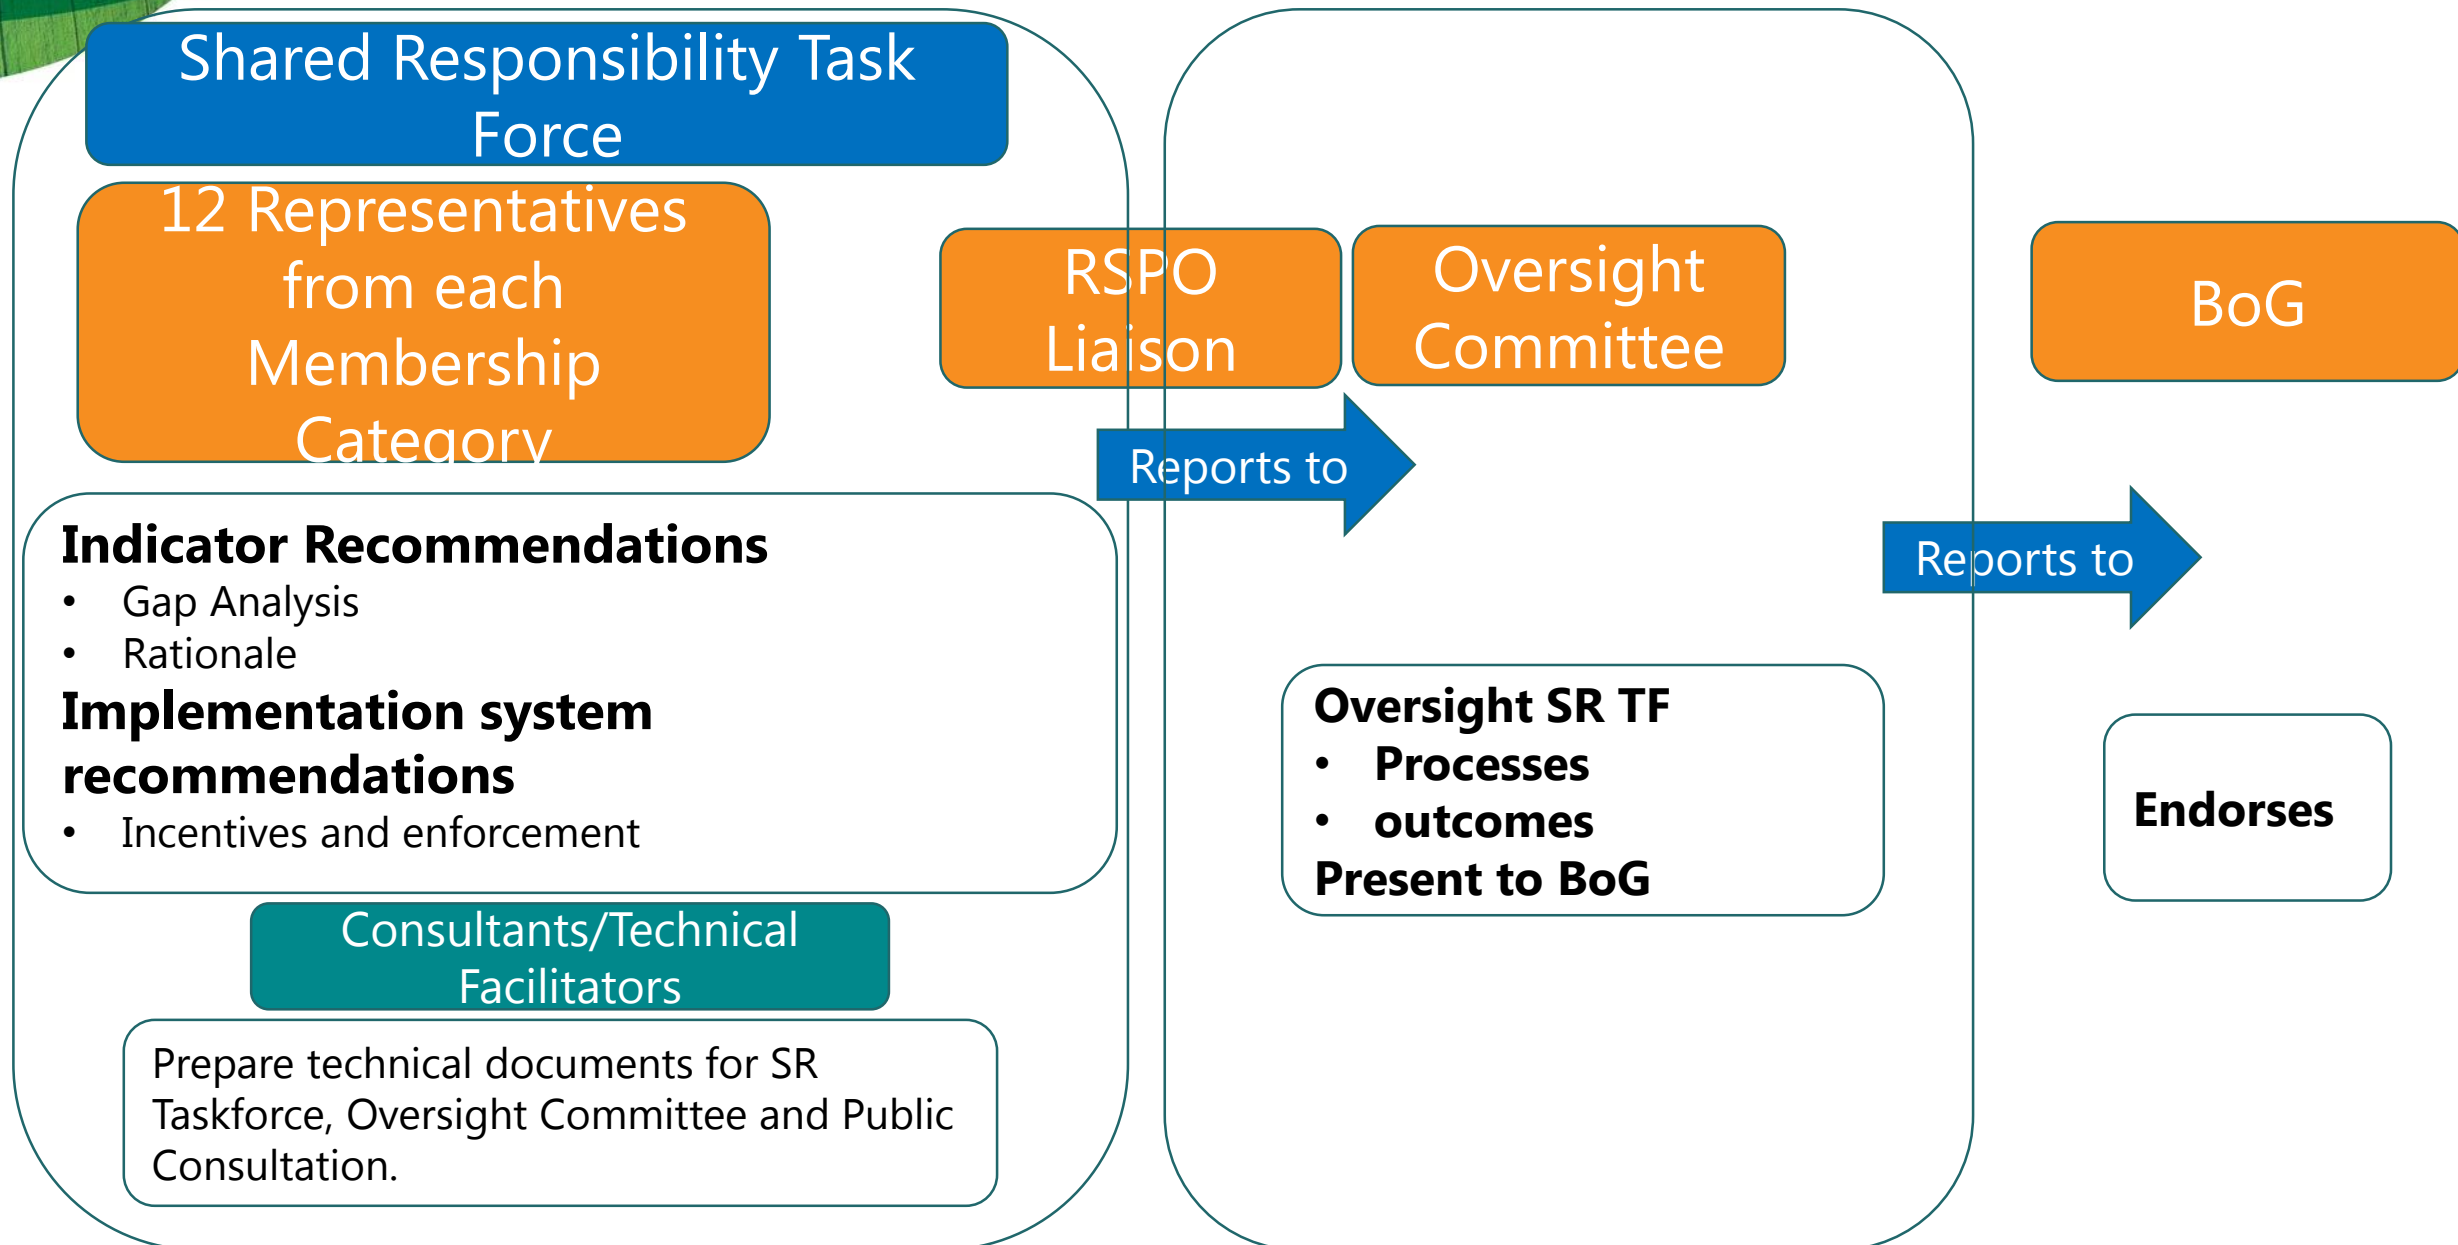 Shared Responsibility Task
Force
12 Representatives
from each
Membership
Category
Indicator Recommendations
• Gap Analysis
• Rationale
Implementation system
recommendations
• Incentives and enforcement
Consultants/Technical
Facilitators
Prepare technical documents for SR
Taskforce, Oversight Committee and Public
Consultation.
RSPO
Liaison
Reports to
Oversight
Committee
Oversight SR TF
• Processes
• outcomes
Present to BoG
Reports to
BoG
Endorses